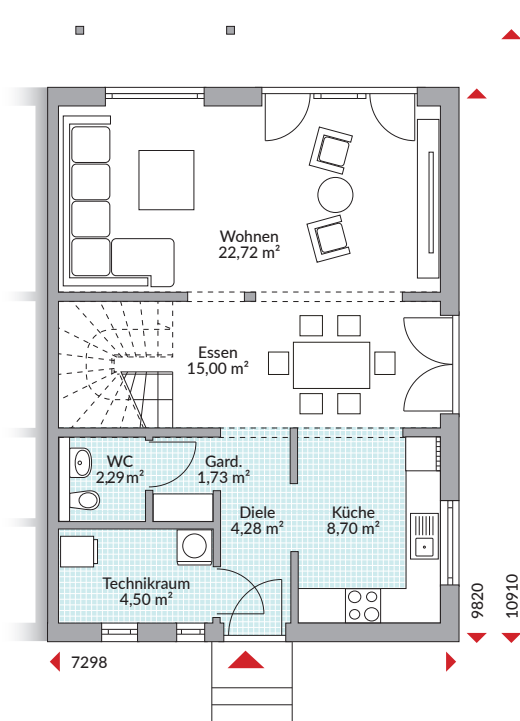 Wohnen
22,72 m²
Essen
15,00 m²
WC
2,29 m²
Gard.
1,73 m²
Diele
4,28 m²
Küche
8,70 m²
Technikraum
4,50 m²
9820
10910
7298